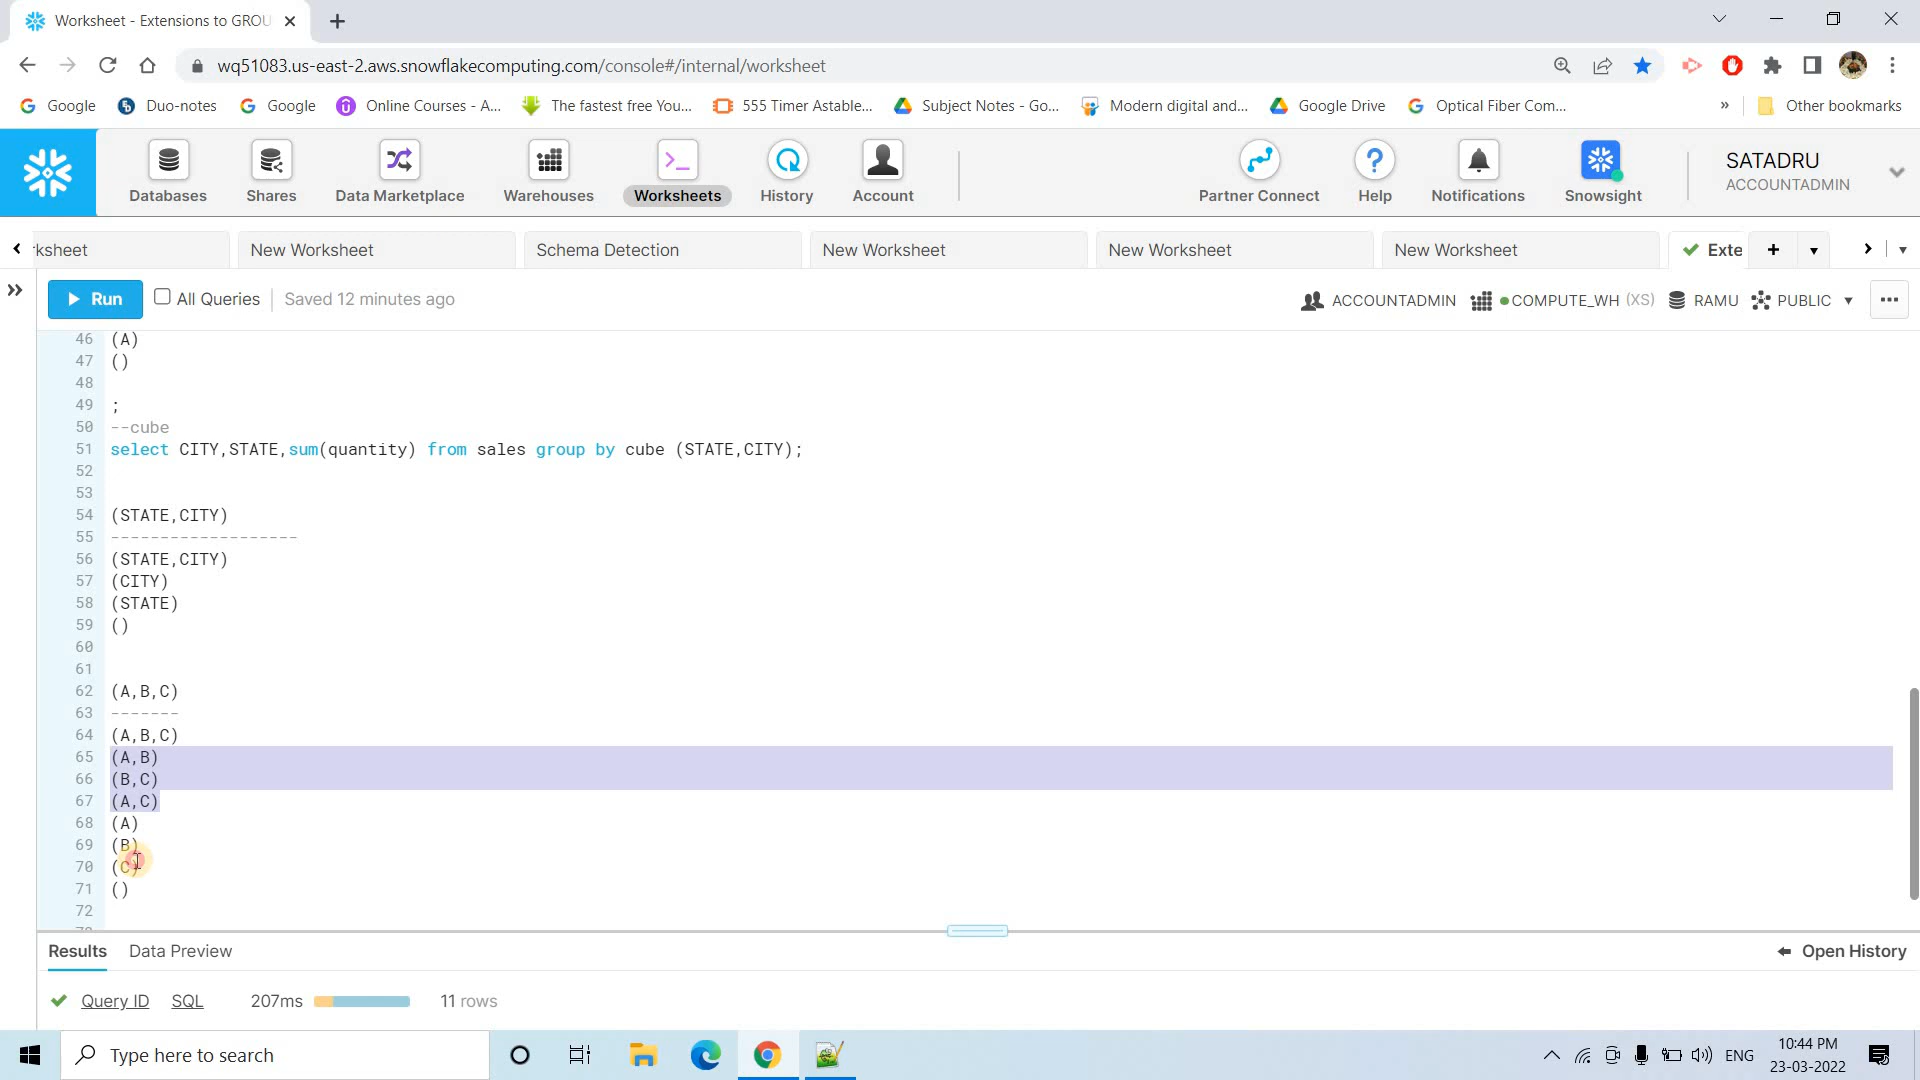 Worksheet - Extensions to GROU
wq51083.us-east-2.aws.snowflakecomputing.com/console#/internal/worksheet
Google Duo-notes Google Online Courses - A... The fastest free You... 555 Timer Astable... Subject Notes - Go... Modern digital and... Google Drive Optical Fiber Com... » Other bookmarks
Databases Shares Data Marketplace Warehouses Worksheets History Account Partner Connect Help Notifications Snowsight
SATADRU
ACCOUNTADMIN
rksheet New Worksheet Schema Detection New Worksheet New Worksheet New Worksheet Exte
Run All Queries Saved 12 minutes ago ACCOUNTADMIN COMPUTE_WH (XS) RAMU PUBLIC
46 (A)
47 ()
48
49 ;
50 --cube
51 select CITY,STATE,sum(quantity) from sales group by cube (STATE,CITY);
52
53
54 (STATE,CITY)
55 -------------------
56 (STATE,CITY)
57 (CITY)
58 (STATE)
59 ()
60
61
62 (A,B,C)
63 -------
64 (A,B,C)
65 (A,B)
66 (B,C)
67 (A,C)
68 (A)
69 (B)
70 (C)
71 ()
72
Results Data Preview Open History
Query ID SQL 207ms 11 rows
Type here to search
ENG
10:44 PM
23-03-2022